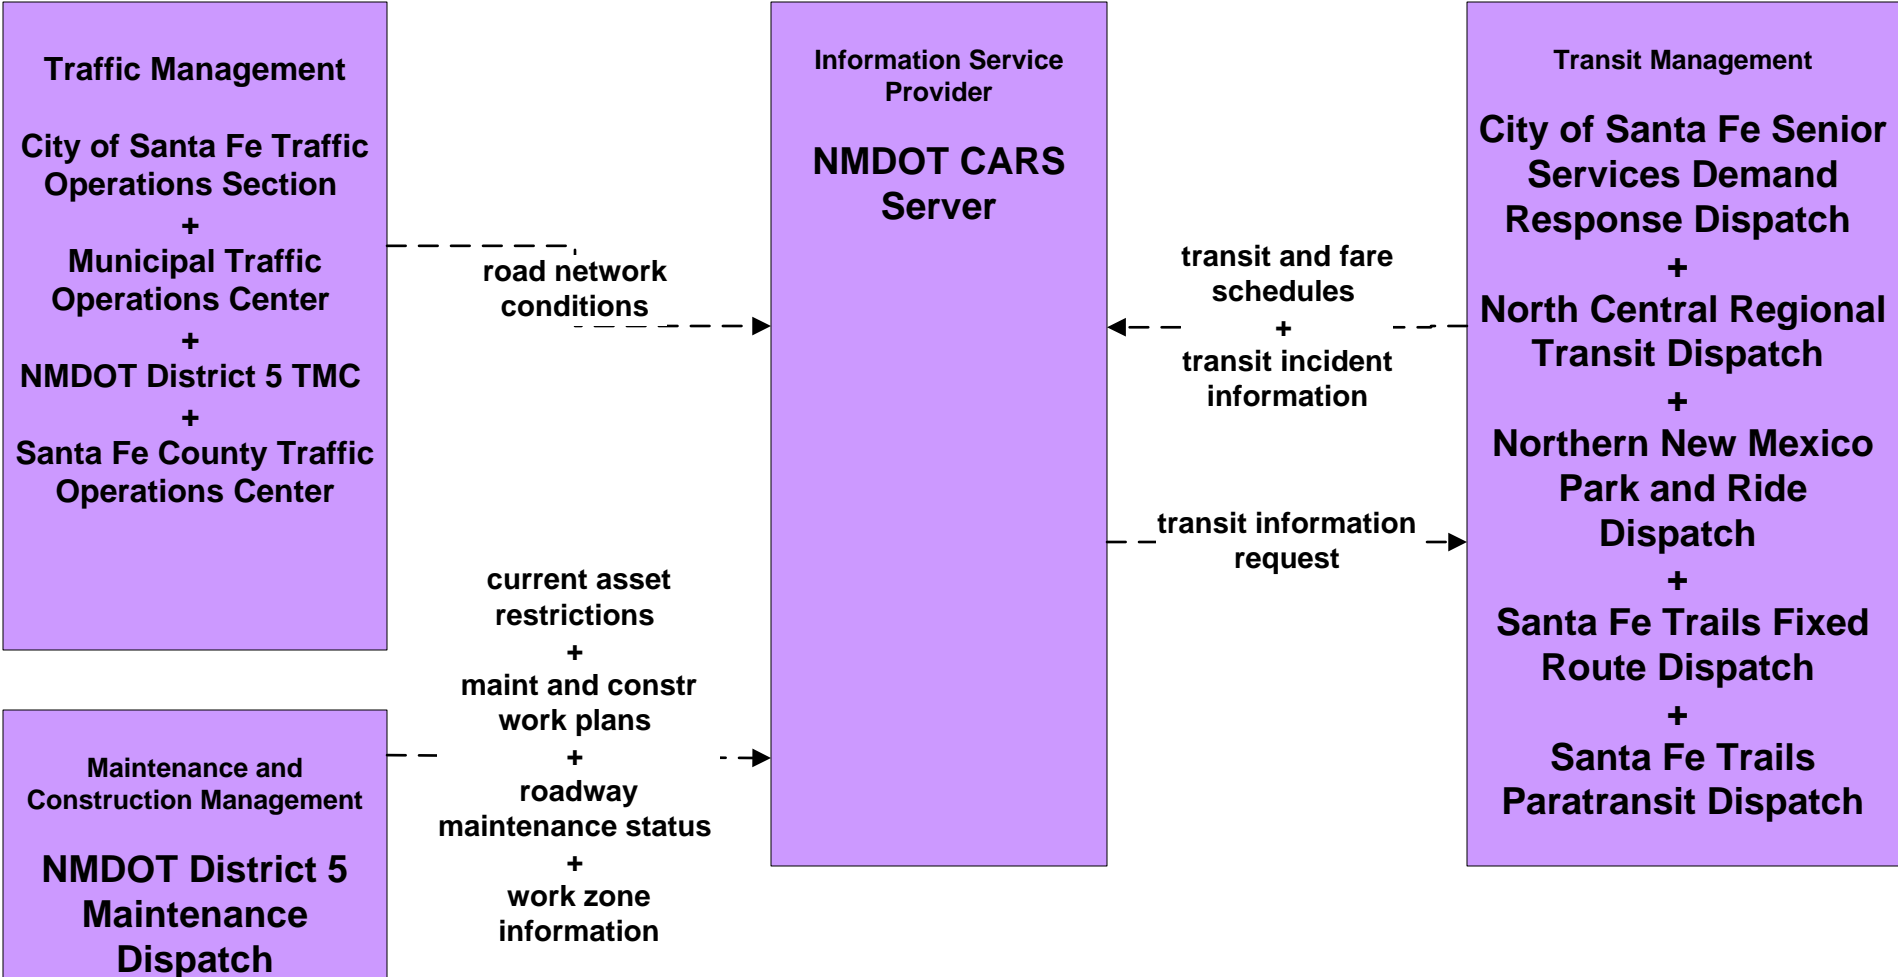 Traffic Management
City of Santa Fe Traffic
Operations Section
+
Municipal Traffic
Operations Center
+
NMDOT District 5 TMC
+
Santa Fe County Traffic
Operations Center
Maintenance and
Construction Management
NMDOT District 5
Maintenance
Dispatch
road network
conditions
current asset
restrictions
+
maint and constr
work plans
+
roadway
maintenance status
+
work zone
information
Information Service
Provider
NMDOT CARS
Server
transit and fare
schedules
+
transit incident
information
transit information
request
Transit Management
City of Santa Fe Senior
Services Demand
Response Dispatch
+
North Central Regional
Transit Dispatch
+
Northern New Mexico
Park and Ride
Dispatch
+
Santa Fe Trails Fixed
Route Dispatch
+
Santa Fe Trails
Paratransit Dispatch